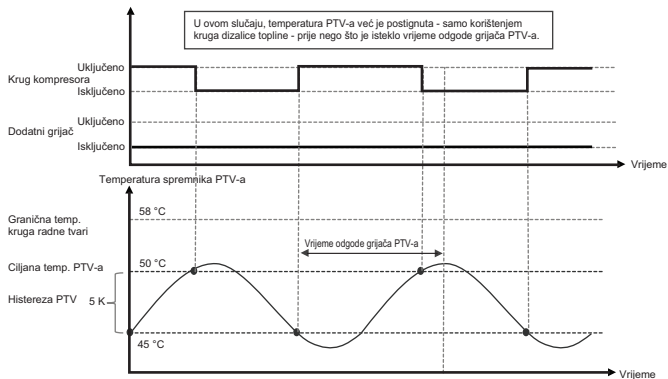 U ovom slučaju, temperatura PTV-a već je postignuta - samo korištenjem
kruga dizalice topline - prije nego što je isteklo vrijeme odgode grijača PTV-a.
Uključeno
Krug kompresora
Isključeno
Uključeno
Dodatni grijač
Isključeno
Vrijeme
Temperatura spremnika PTV-a
58 °C
Granična temp.
kruga radne tvari
Vrijeme odgode grijača PTV-a
50 °C
Ciljana temp. PTV-a
Histereza PTV
5 K
45 °C
Vrijeme